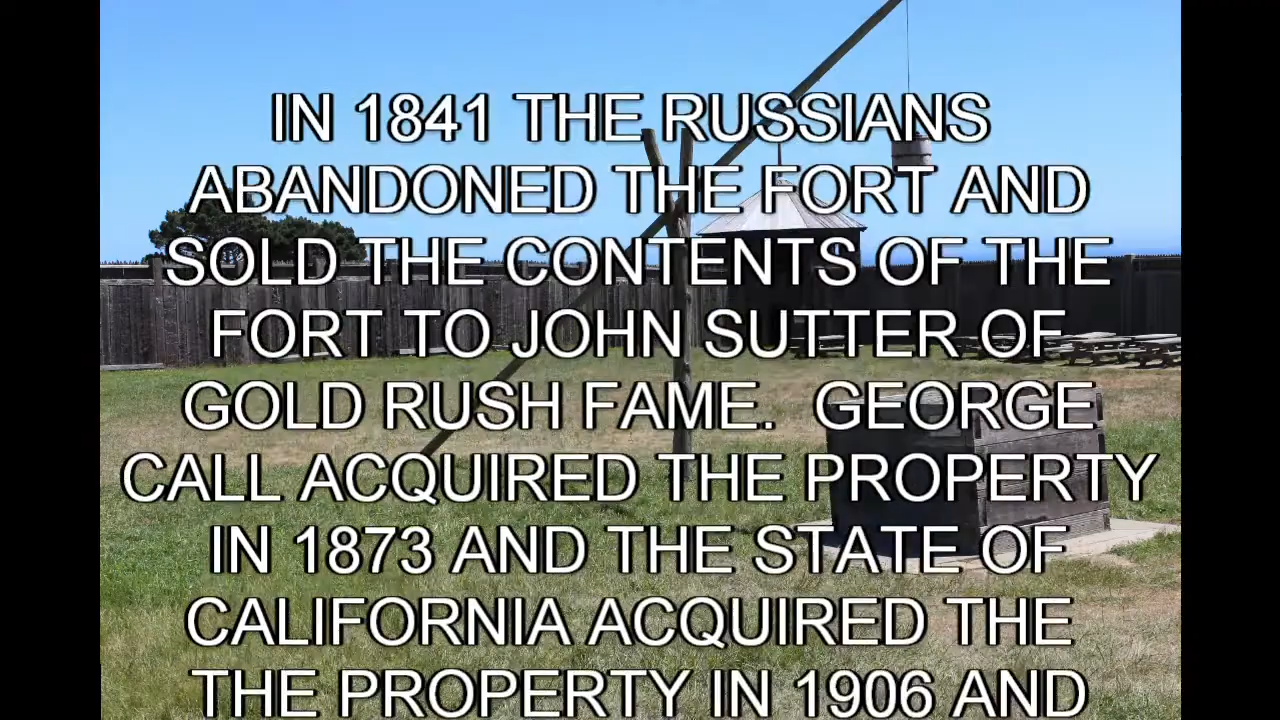 IN 1841 THE RUSSIANS
ABANDONED THE FORT AND
SOLD THE CONTENTS OF THE
FORT TO JOHN SUTTER OF
GOLD RUSH FAME.  GEORGE
CALL ACQUIRED THE PROPERTY
IN 1873 AND THE STATE OF
CALIFORNIA ACQUIRED THE
THE PROPERTY IN 1906 AND